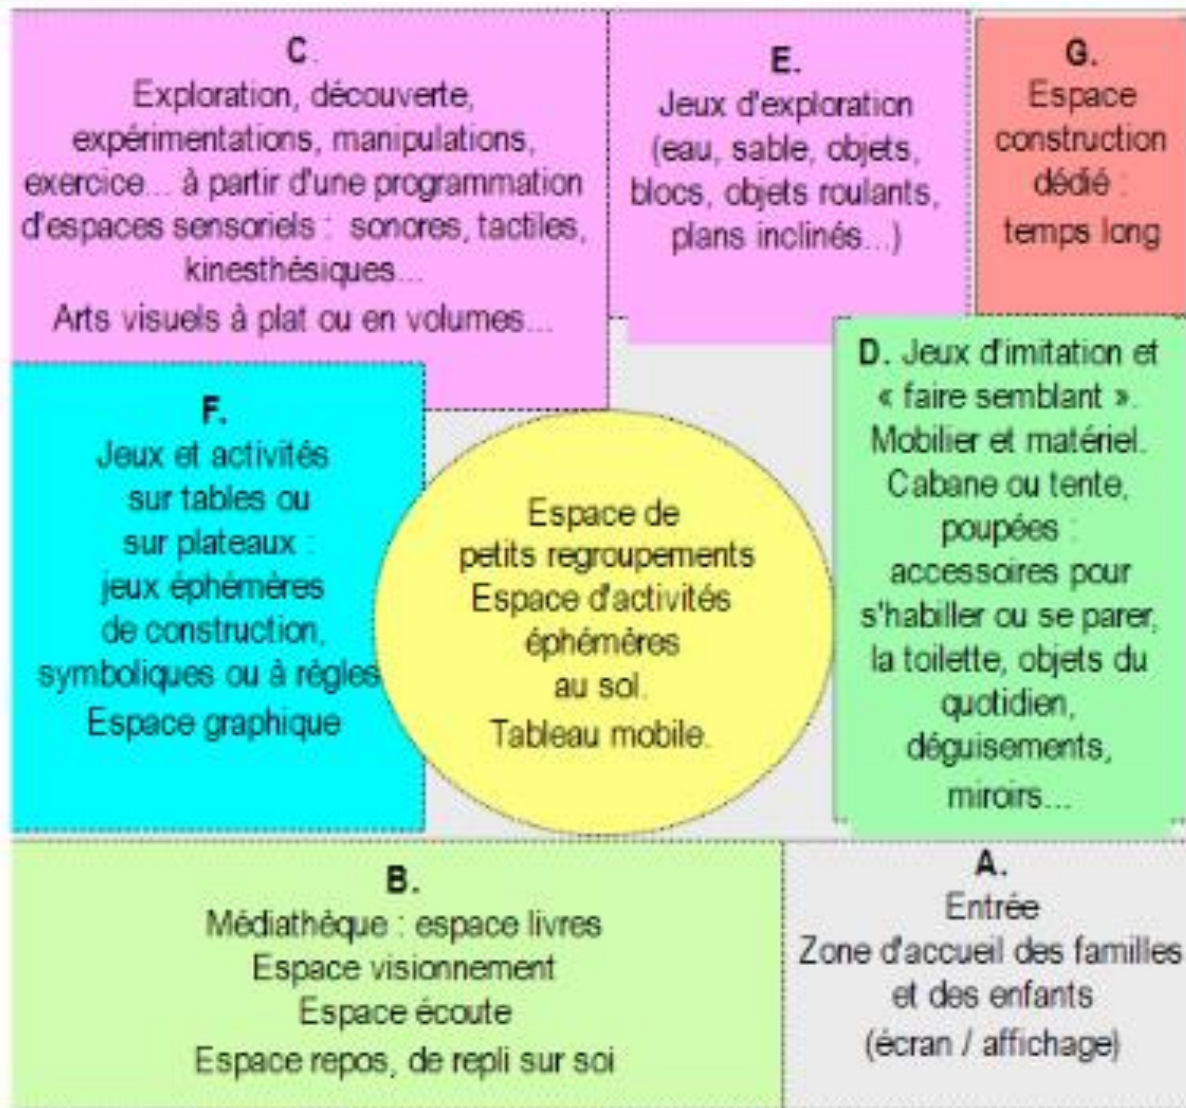 C.
Exploration, découverte,
expérimentations, manipulations,
exercice... à partir d'une programmation
d'espaces sensoriels : sonores, tactiles,
kinesthésiques...
Arts visuels à plat ou en volumes...
E.
Jeux d'exploration
(eau, sable, objets,
blocs, objets roulants,
plans inclinés...)
G.
Espace
construction
dédié :
temps long
F.
Jeux et activités
sur tables ou
sur plateaux :
jeux éphémères
de construction,
symboliques ou à règles
Espace graphique
Espace de
petits regroupements
Espace d'activités
éphémères
au sol.
Tableau mobile.
D. Jeux d'imitation et
« faire semblant ».
Mobilier et matériel.
Cabane ou tente,
poupées :
accessoires pour
s'habiller ou se parer,
la toilette, objets du
quotidien,
déguisements,
miroirs...
B.
Médiathèque : espace livres
Espace visionnement
Espace écoute
Espace repos, de repli sur soi
A.
Entrée
Zone d'accueil des familles
et des enfants
(écran / affichage)